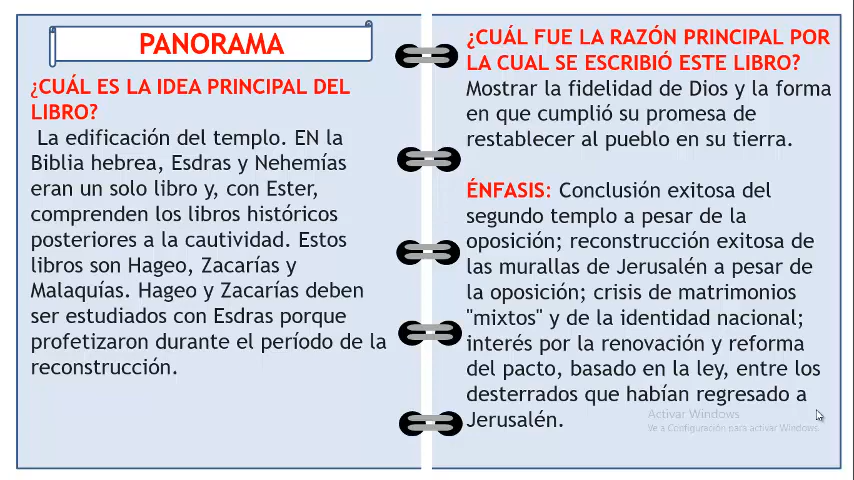 PANORAMA
¿CUÁL ES LA IDEA PRINCIPAL DEL
LIBRO?
La edificación del templo. EN la
Biblia hebrea, Esdras y Nehemías
eran un solo libro y, con Ester,
comprenden los libros históricos
posteriores a la cautividad. Estos
libros son Hageo, Zacarías y
Malaquías. Hageo y Zacarías deben
ser estudiados con Esdras porque
profetizaron durante el período de la
reconstrucción.
¿CUÁL FUE LA RAZÓN PRINCIPAL POR
LA CUAL SE ESCRIBIÓ ESTE LIBRO?
Mostrar la fidelidad de Dios y la forma
en que cumplió su promesa de
restablecer al pueblo en su tierra.
ÉNFASIS: Conclusión exitosa del
segundo templo a pesar de la
oposición; reconstrucción exitosa de
las murallas de Jerusalén a pesar de
la oposición; crisis de matrimonios
"mixtos" y de la identidad nacional;
interés por la renovación y reforma
del pacto, basado en la ley, entre los
desterrados que habían regresado a
Jerusalén.
Activar Windows
Ve a Configuración para activar Windows.